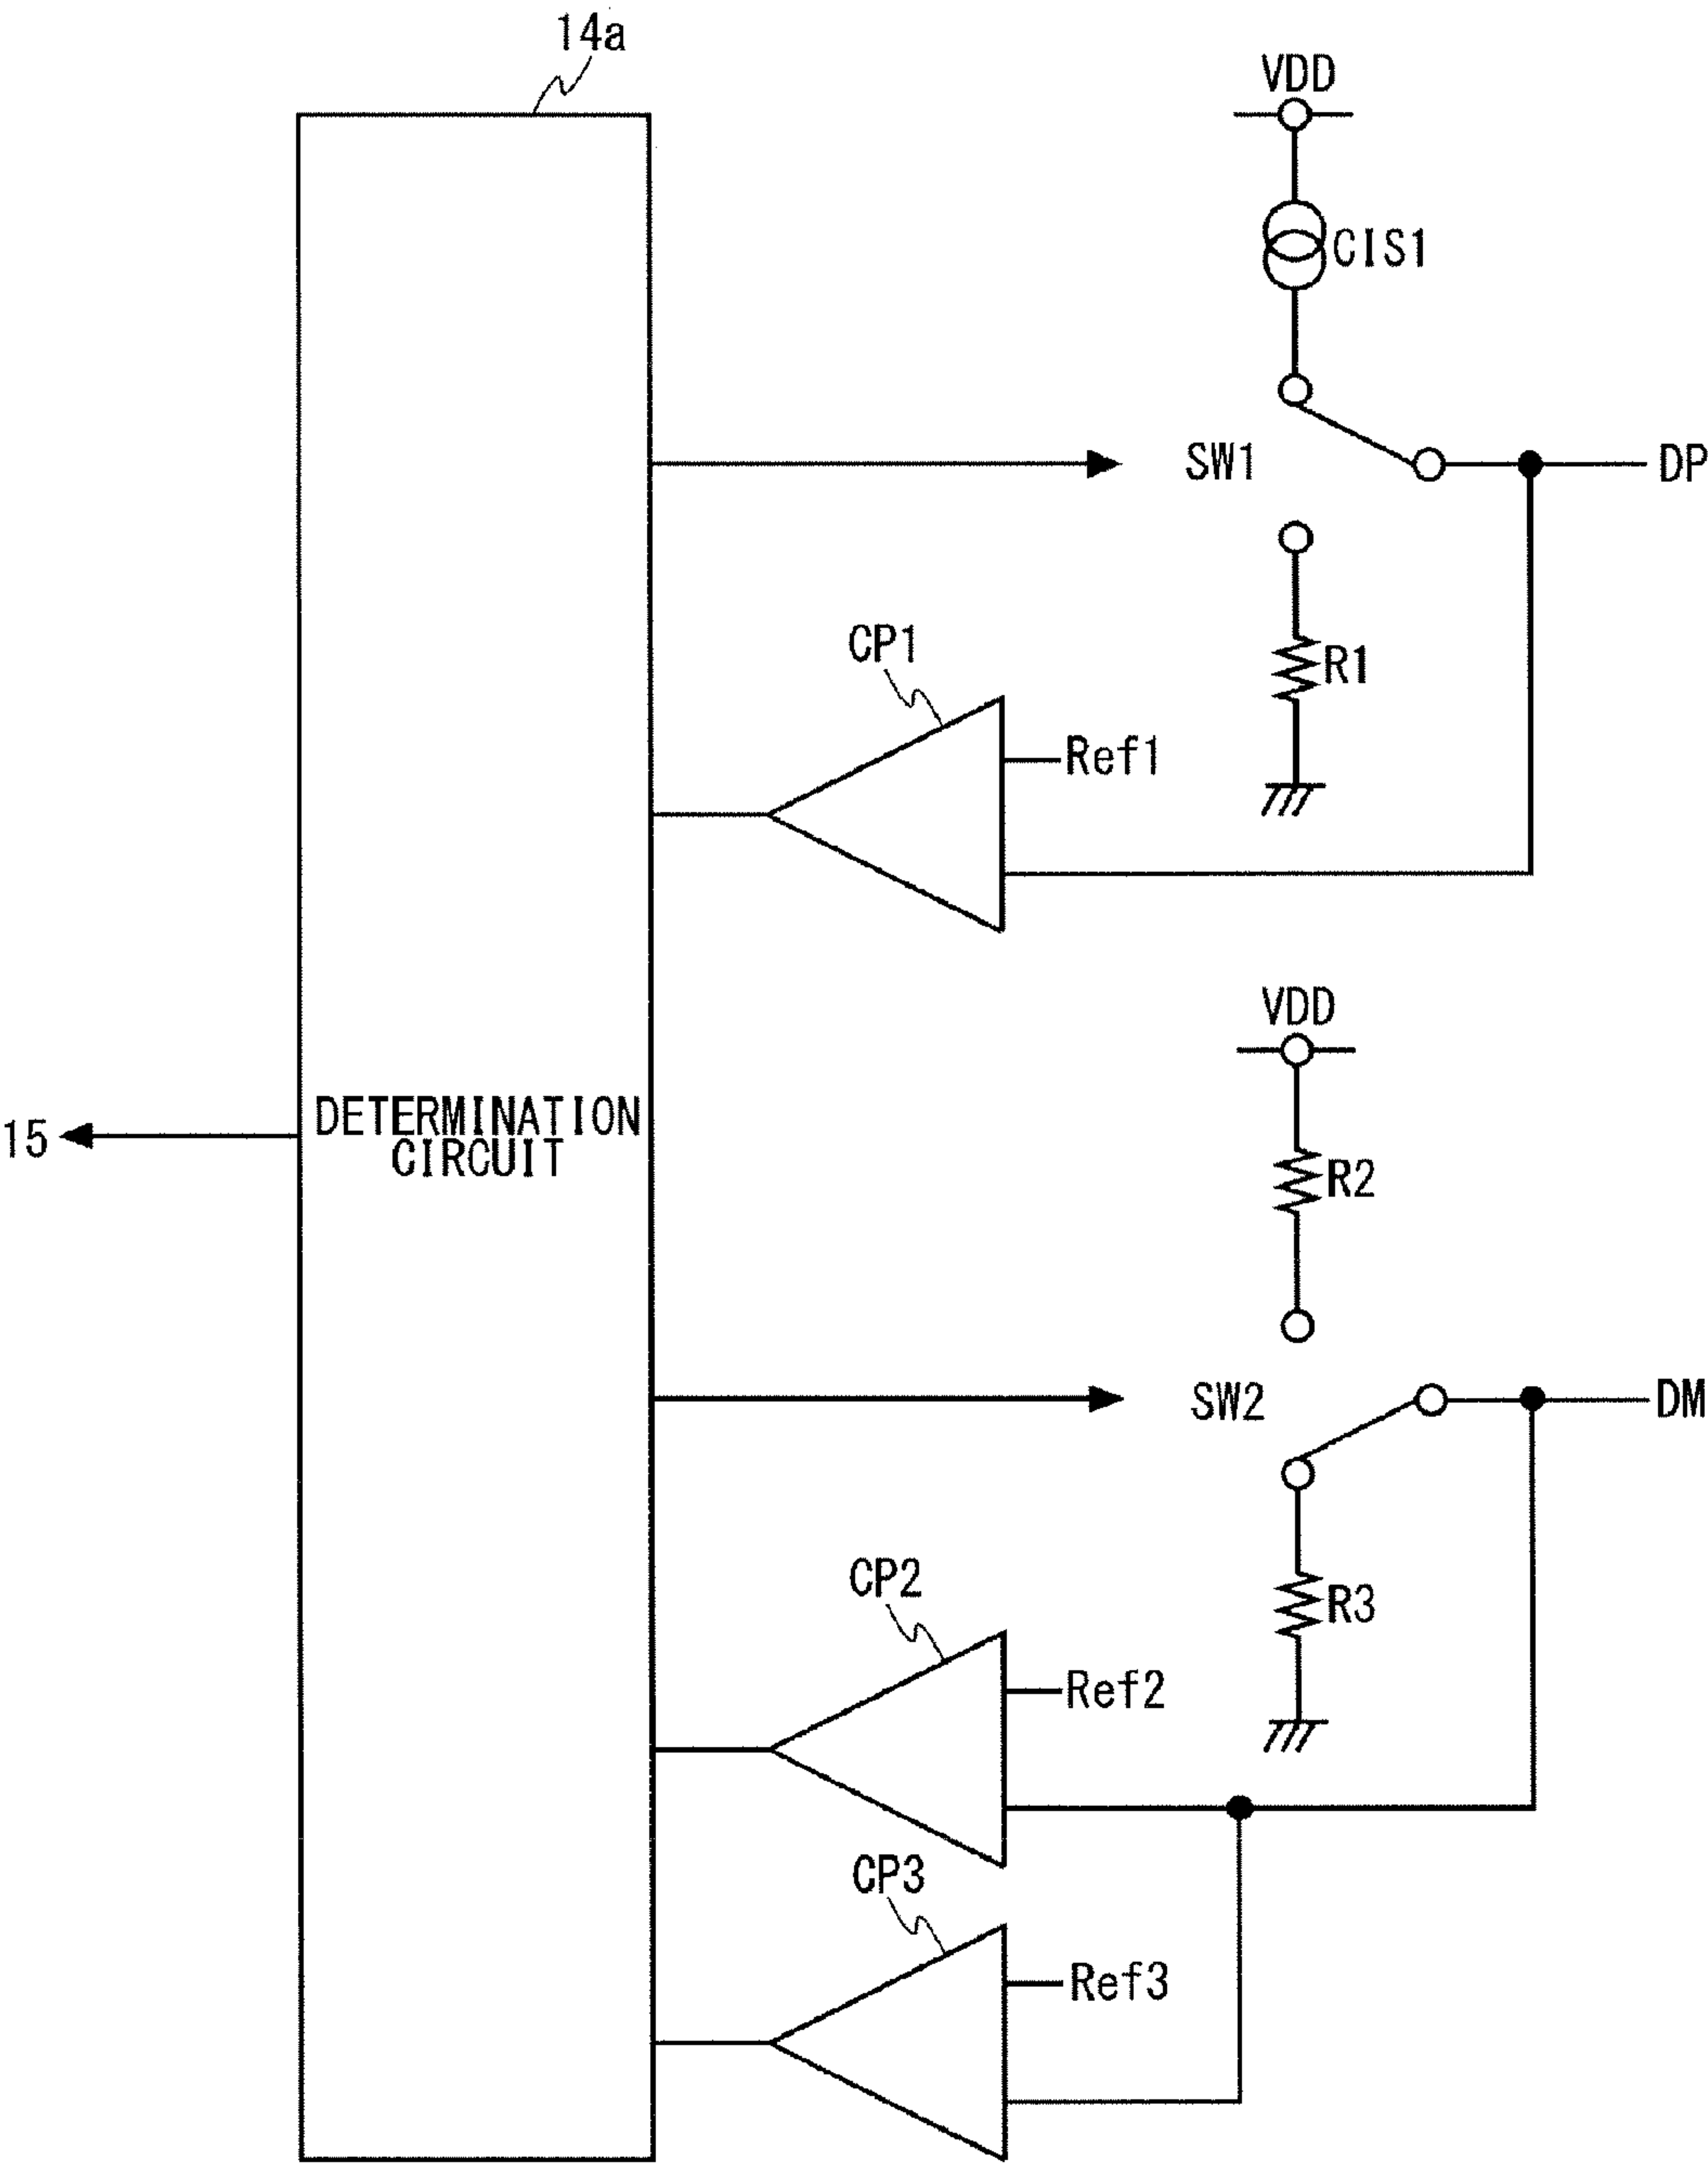 14a
VDD
CIS1
SW1
DP
CP1
R1
Ref1
VDD
15
DETERMINATION
CIRCUIT
R2
SW2
DM
CP2
R3
Ref2
CP3
Ref3